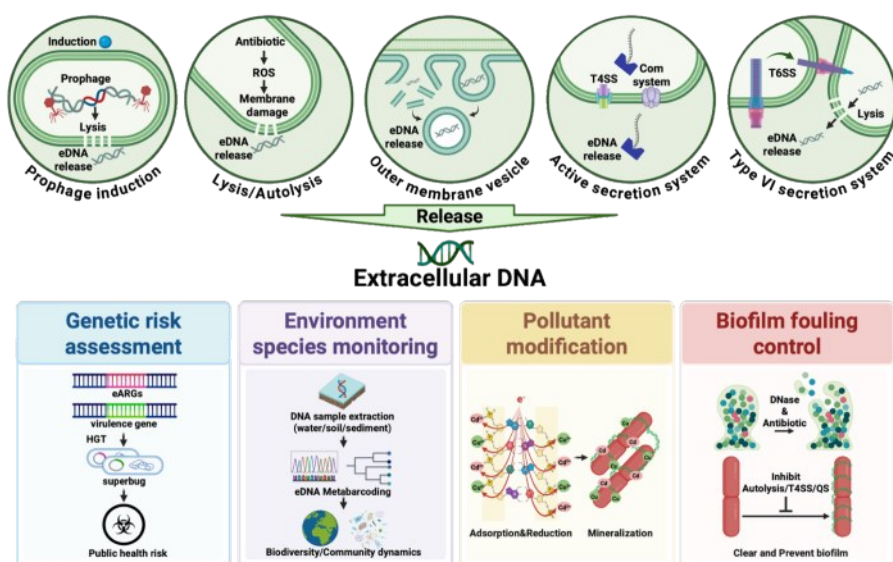 Induction
Prophage
Lysis
eDNA
release
Prophage induction
Antibiotic
ROS
Membrane
damage
eDNA
release
Lysis/Autolysis
eDNA
release
Outer membrane vesicle
T4SS
Com
system
eDNA
release
Active secretion system
T6SS
Lysis
eDNA
release
Type VI secretion system
Release
Extracellular DNA
Genetic risk
assessment
eARGs
virulence gene
HGT
superbug
Public health risk
Environment
species monitoring
DNA sample extraction
(water/soil/sediment)
eDNA Metabarcoding
Biodiversity/Community dynamics
Pollutant
modification
e⁻
Adsorption&Reduction
Mineralization
Biofilm fouling
control
DNase
&
Antibiotic
Inhibit
Autolysis/T4SS/QS
Clear and Prevent biofilm